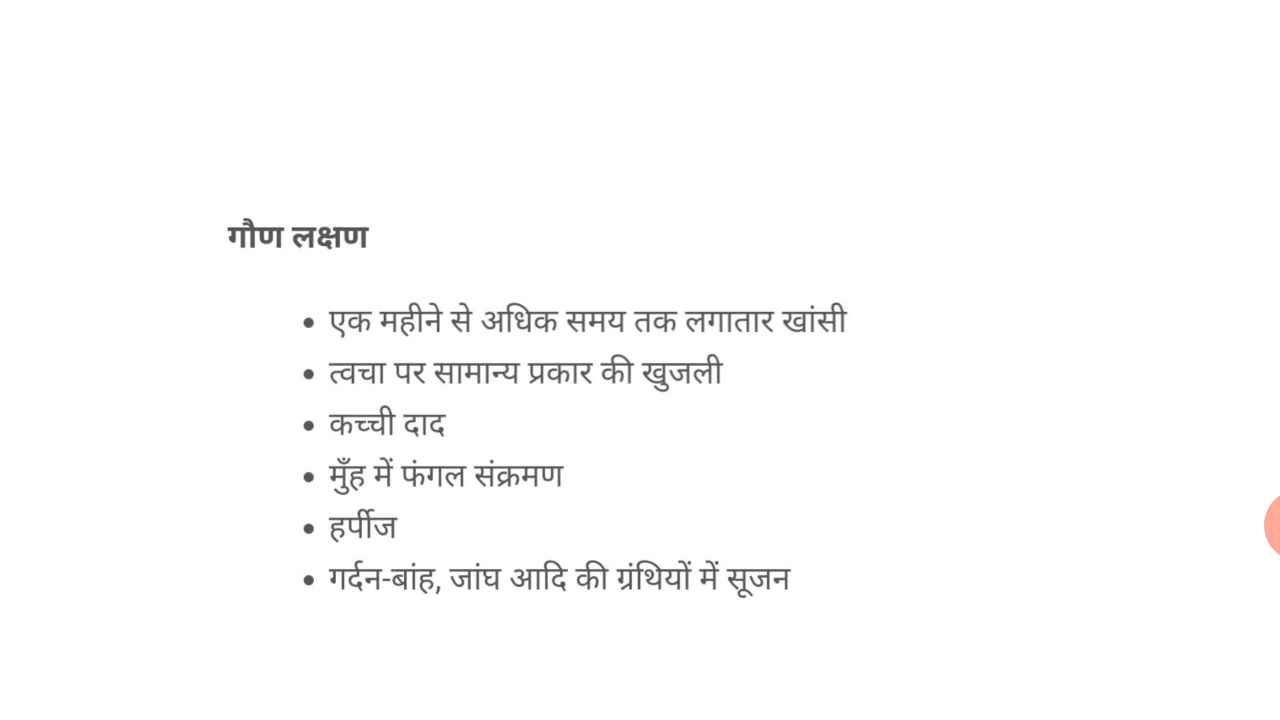 गौण लक्षण
• एक महीने से अधिक समय तक लगातार खांसी
• त्वचा पर सामान्य प्रकार की खुजली
• कच्ची दाद
• मुँह में फंगल संक्रमण
• हर्पीज
• गर्दन-बांह, जांघ आदि की ग्रंथियों में सूजन